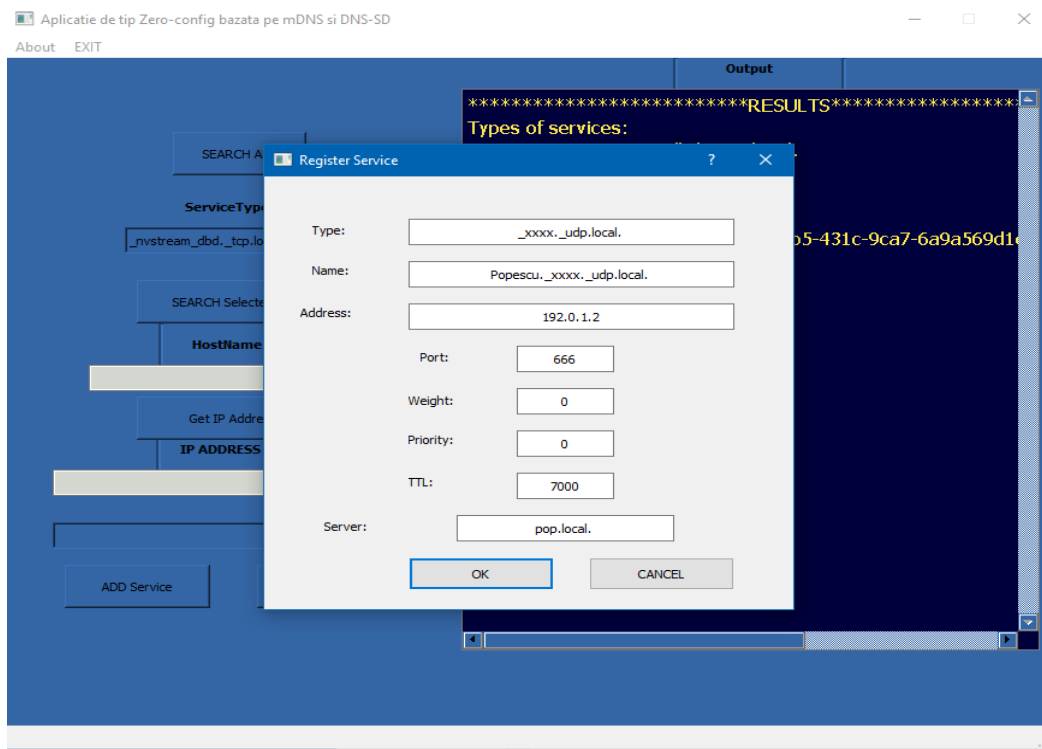 Aplicatie de tip Zero-config bazata pe mDNS si DNS-SD
About EXIT
Output
**************************RESULTS******************
Types of services:
SEARCH A
ServiceType
_nvstream_dbd._tcp.lo
5-431c-9ca7-6a9a569d1
SEARCH Selecte
HostName
Get IP Addre
IP ADDRESS
ADD Service
Register Service ?
Type: _xxxx._udp.local.
Name: Popescu._xxxx._udp.local.
Address: 192.0.1.2
Port: 666
Weight: 0
Priority: 0
TTL: 7000
Server: pop.local.
OK CANCEL